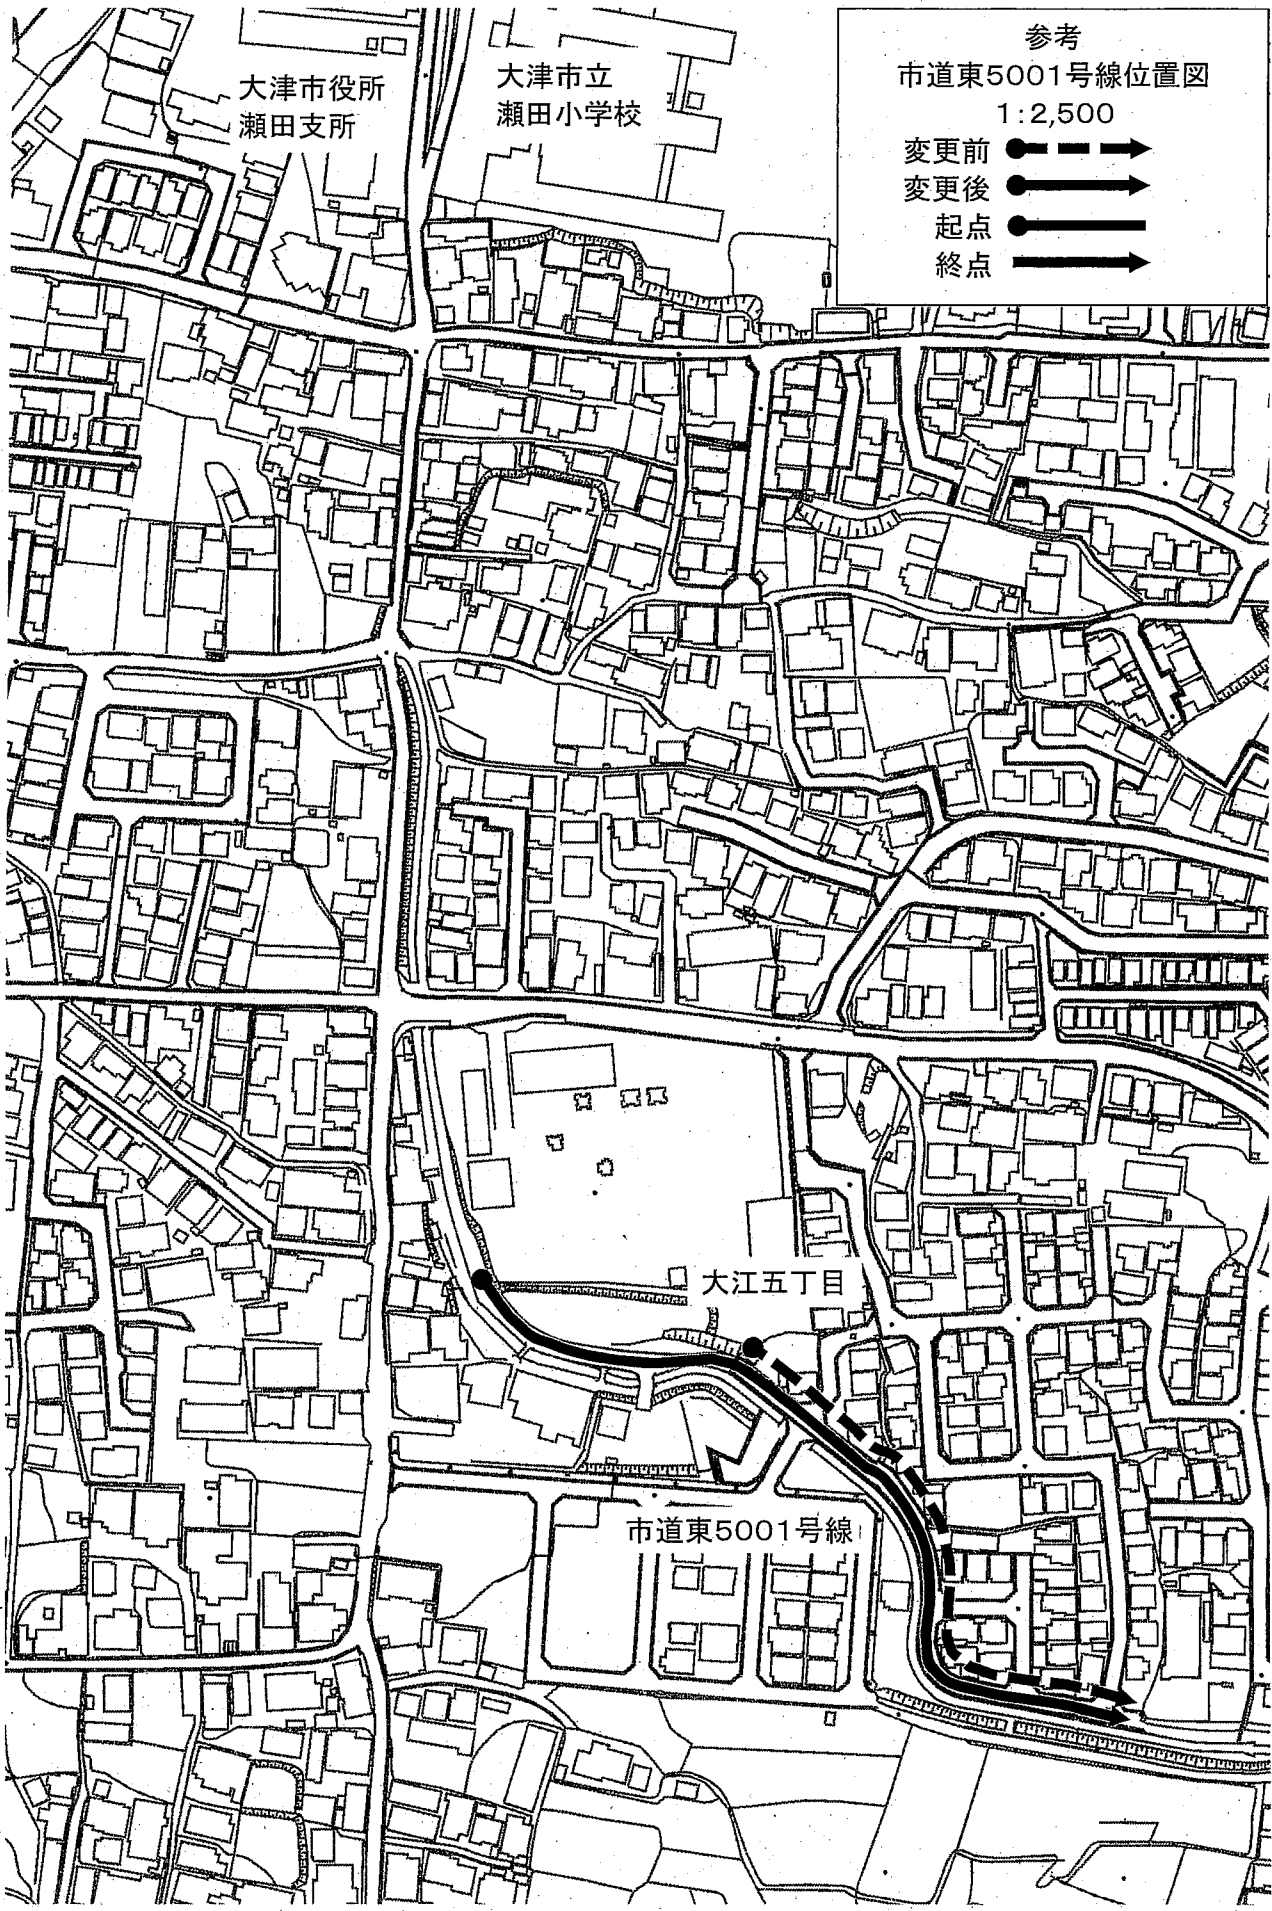 参考
市道東5001号線位置図
1:2,500
変更前
変更後
起点
終点
大津市役所
瀬田支所
大津市立
瀬田小学校
大江五丁目
市道東5001号線